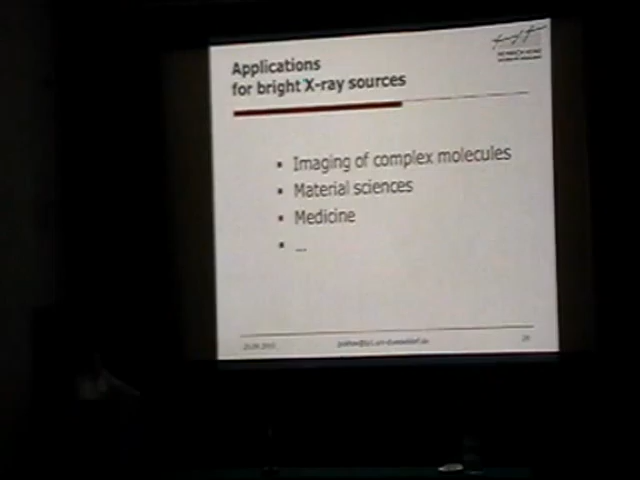 Applications
for bright X-ray sources
▪ Imaging of complex molecules
▪ Material sciences
▪ Medicine
▪ ...